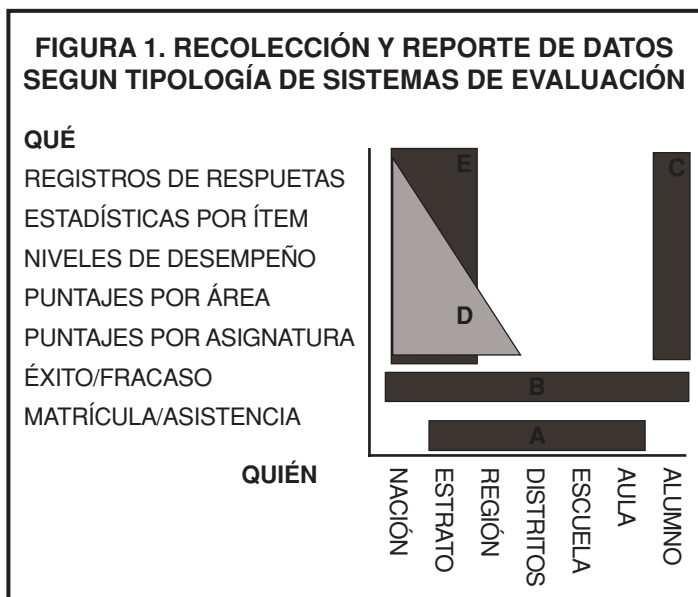 FIGURA 1. RECOLECCIÓN Y REPORTE DE DATOS
SEGUN TIPOLOGÍA DE SISTEMAS DE EVALUACIÓN
QUÉ
REGISTROS DE RESPUETAS
ESTADÍSTICAS POR ÍTEM
NIVELES DE DESEMPEÑO
PUNTAJES POR ÁREA
PUNTAJES POR ASIGNATURA
ÉXITO/FRACASO
MATRÍCULA/ASISTENCIA
E
C
D
B
A
QUIÉN
NACIÓN
ESTRATO
REGIÓN
DISTRITOS
ESCUELA
AULA
ALUMNO